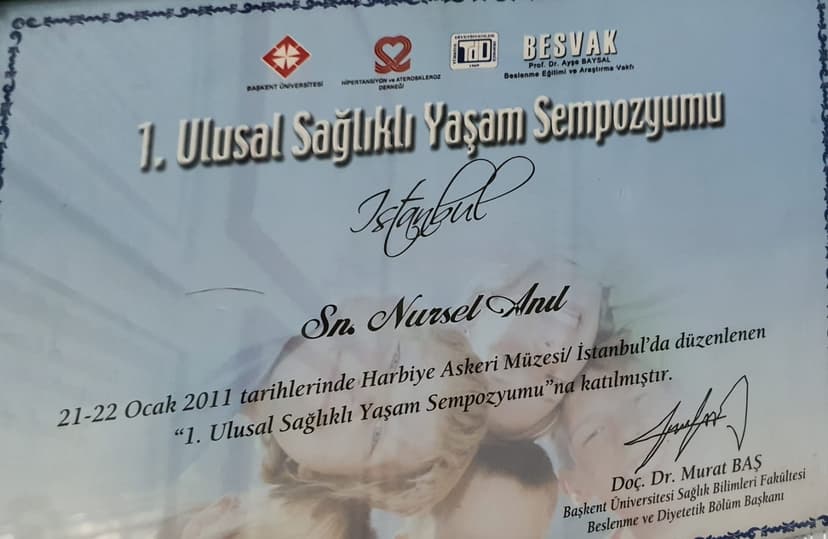 BAŞKENT ÜNİVERSİTESİ
HİPERTANSİYON ve ATEROSKLEROZ
DERNEĞİ
TDD
1969
BESVAK
Prof. Dr. Ayşe BAYSAL
Beslenme Eğitimi ve Araştırma Vakfı
1. Ulusal Sağlıklı Yaşam Sempozyumu
Istanbul
Sn. Nursel Anıl
21-22 Ocak 2011 tarihlerinde Harbiye Askeri Müzesi/ İstanbul'da düzenlenen
“1. Ulusal Sağlıklı Yaşam Sempozyumu”na katılmıştır.
Doç. Dr. Murat BAŞ
Başkent Üniversitesi Sağlık Bilimleri Fakültesi
Beslenme ve Diyetetik Bölüm Başkanı